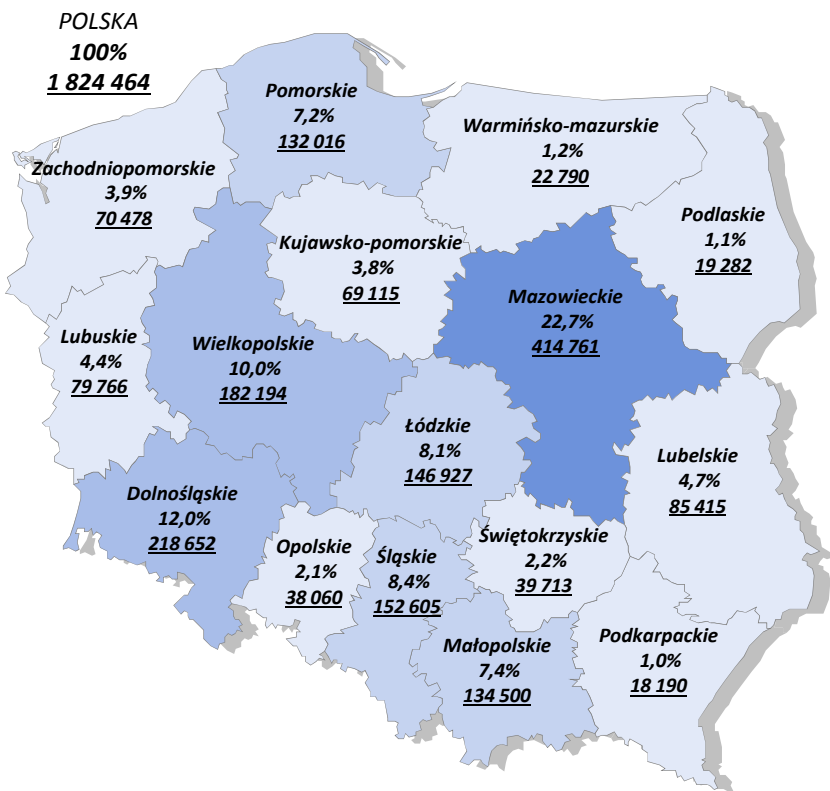 POLSKA
100%
1 824 464
Pomorskie
7,2%
132 016
Warmińsko-mazurskie
1,2%
22 790
Zachodniopomorskie
3,9%
70 478
Podlaskie
1,1%
19 282
Kujawsko-pomorskie
3,8%
69 115
Mazowieckie
22,7%
414 761
Lubuskie
4,4%
79 766
Wielkopolskie
10,0%
182 194
Łódzkie
8,1%
146 927
Lubelskie
4,7%
85 415
Dolnośląskie
12,0%
218 652
Opolskie
2,1%
38 060
Śląskie
8,4%
152 605
Świętokrzyskie
2,2%
39 713
Małopolskie
7,4%
134 500
Podkarpackie
1,0%
18 190